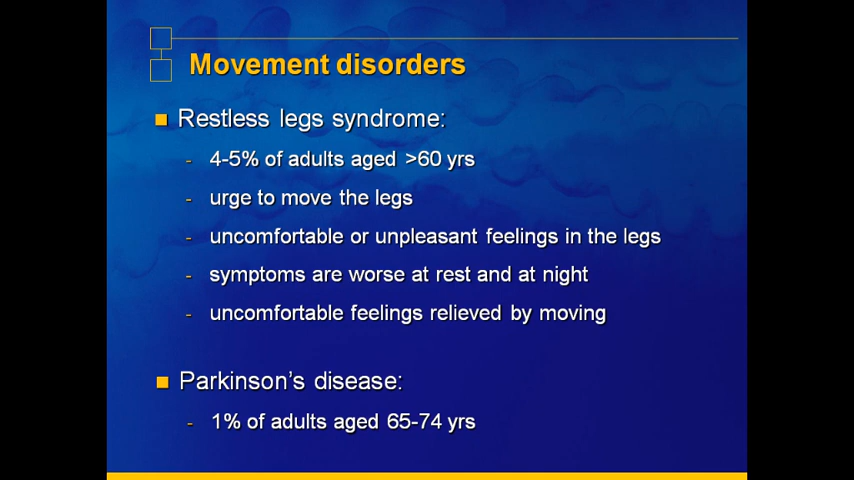 Movement disorders
Restless legs syndrome:
- 4-5% of adults aged >60 yrs
- urge to move the legs
- uncomfortable or unpleasant feelings in the legs
- symptoms are worse at rest and at night
- uncomfortable feelings relieved by moving
Parkinson’s disease:
- 1% of adults aged 65-74 yrs